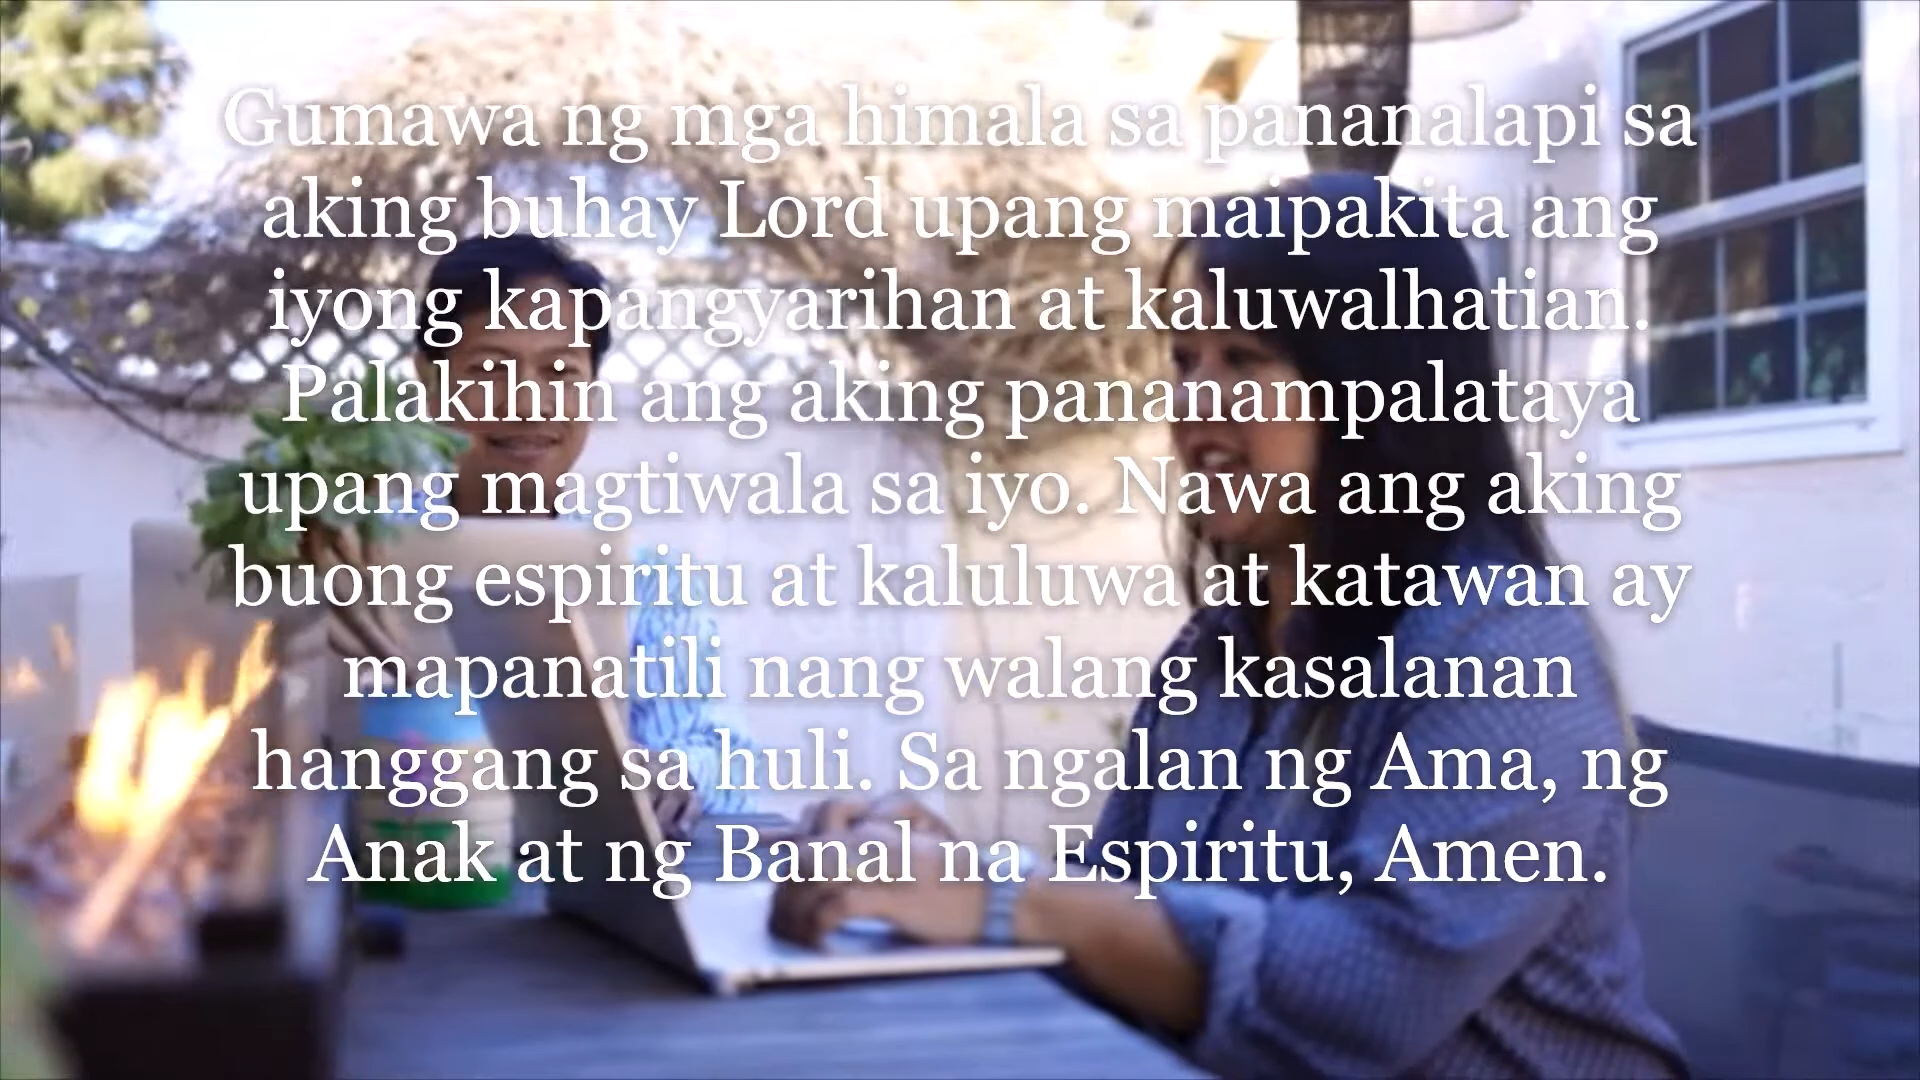 Gumawa ng mga himala sa pananalapi sa
aking buhay Lord upang maipakita ang
iyong kapangyarihan at kaluwalhatian.
Palakihin ang aking pananampalataya
upang magtiwala sa iyo. Nawa ang aking
buong espiritu at kaluluwa at katawan ay
mapanatili nang walang kasalanan
hanggang sa huli. Sa ngalan ng Ama, ng
Anak at ng Banal na Espiritu, Amen.